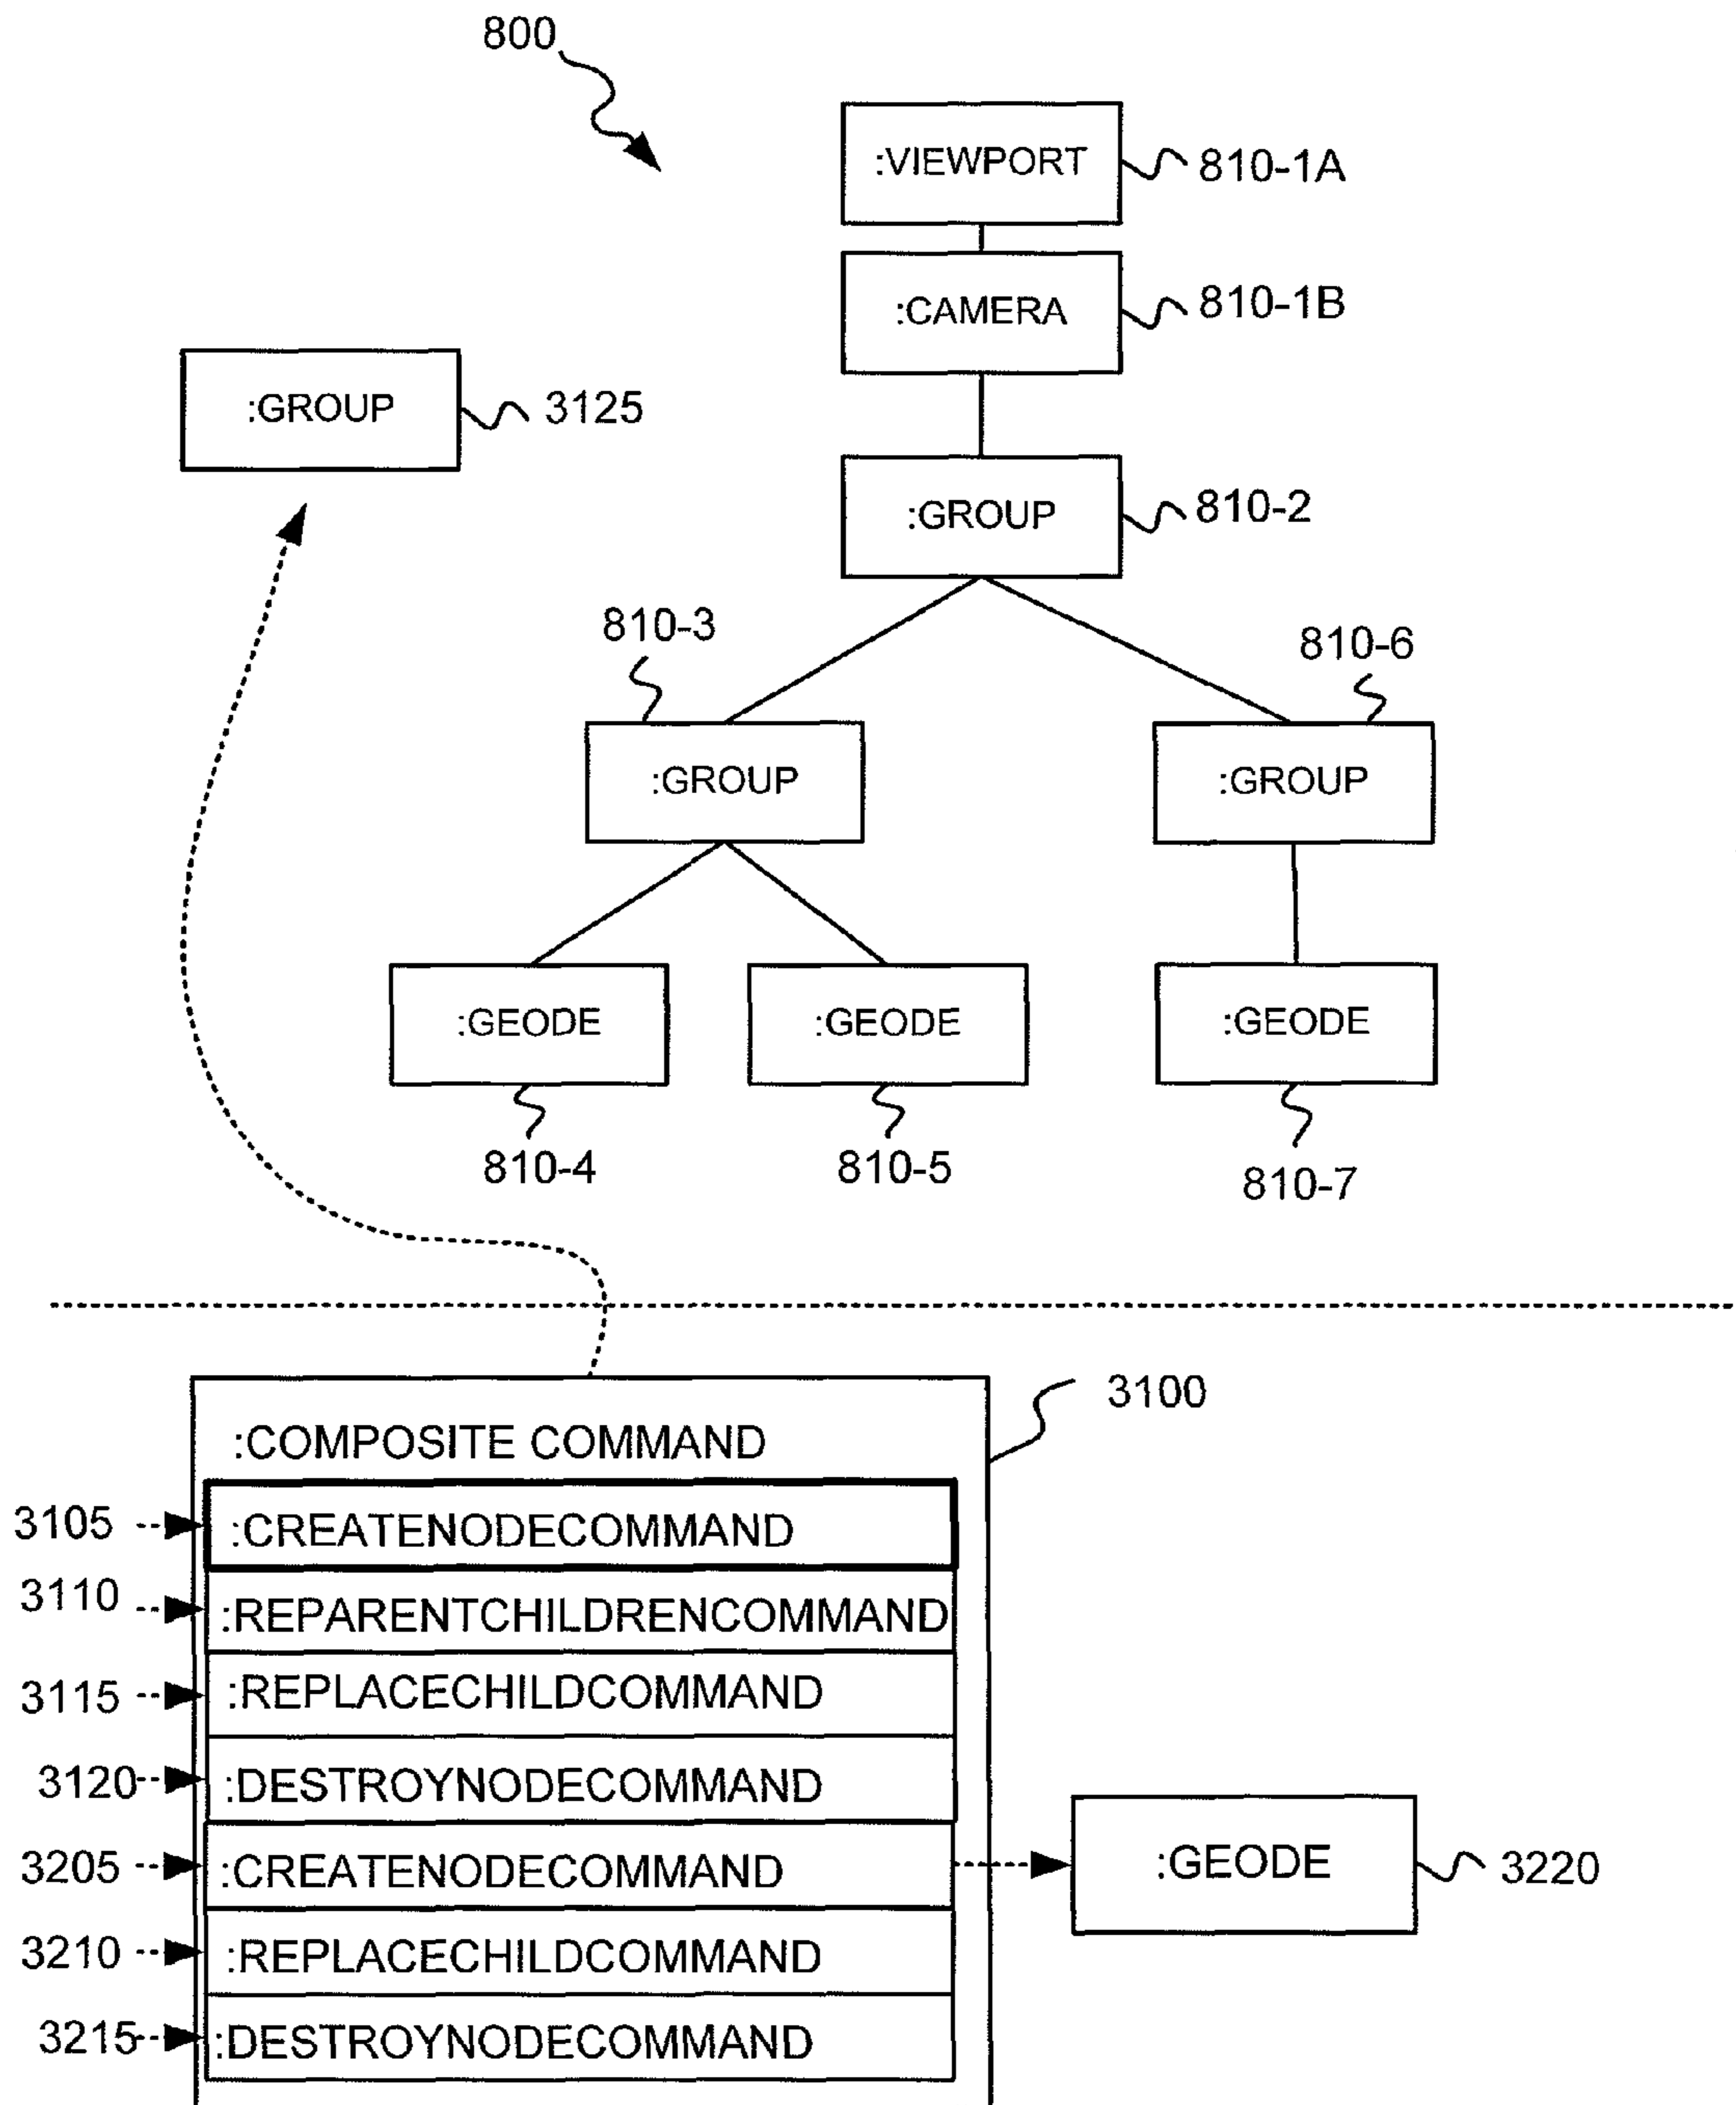 800
:VIEWPORT
810-1A
:CAMERA
810-1B
:GROUP
3125
:GROUP
810-2
810-3
810-6
:GROUP
:GROUP
:GEODE
:GEODE
:GEODE
810-4
810-5
810-7
3100
:COMPOSITE COMMAND
3105
:CREATENODECOMMAND
3110
:REPARENTCHILDRENCOMMAND
3115
:REPLACECHILDCOMMAND
3120
:DESTROYNODECOMMAND
3205
:CREATENODECOMMAND
:GEODE
3220
3210
:REPLACECHILDCOMMAND
3215
:DESTROYNODECOMMAND